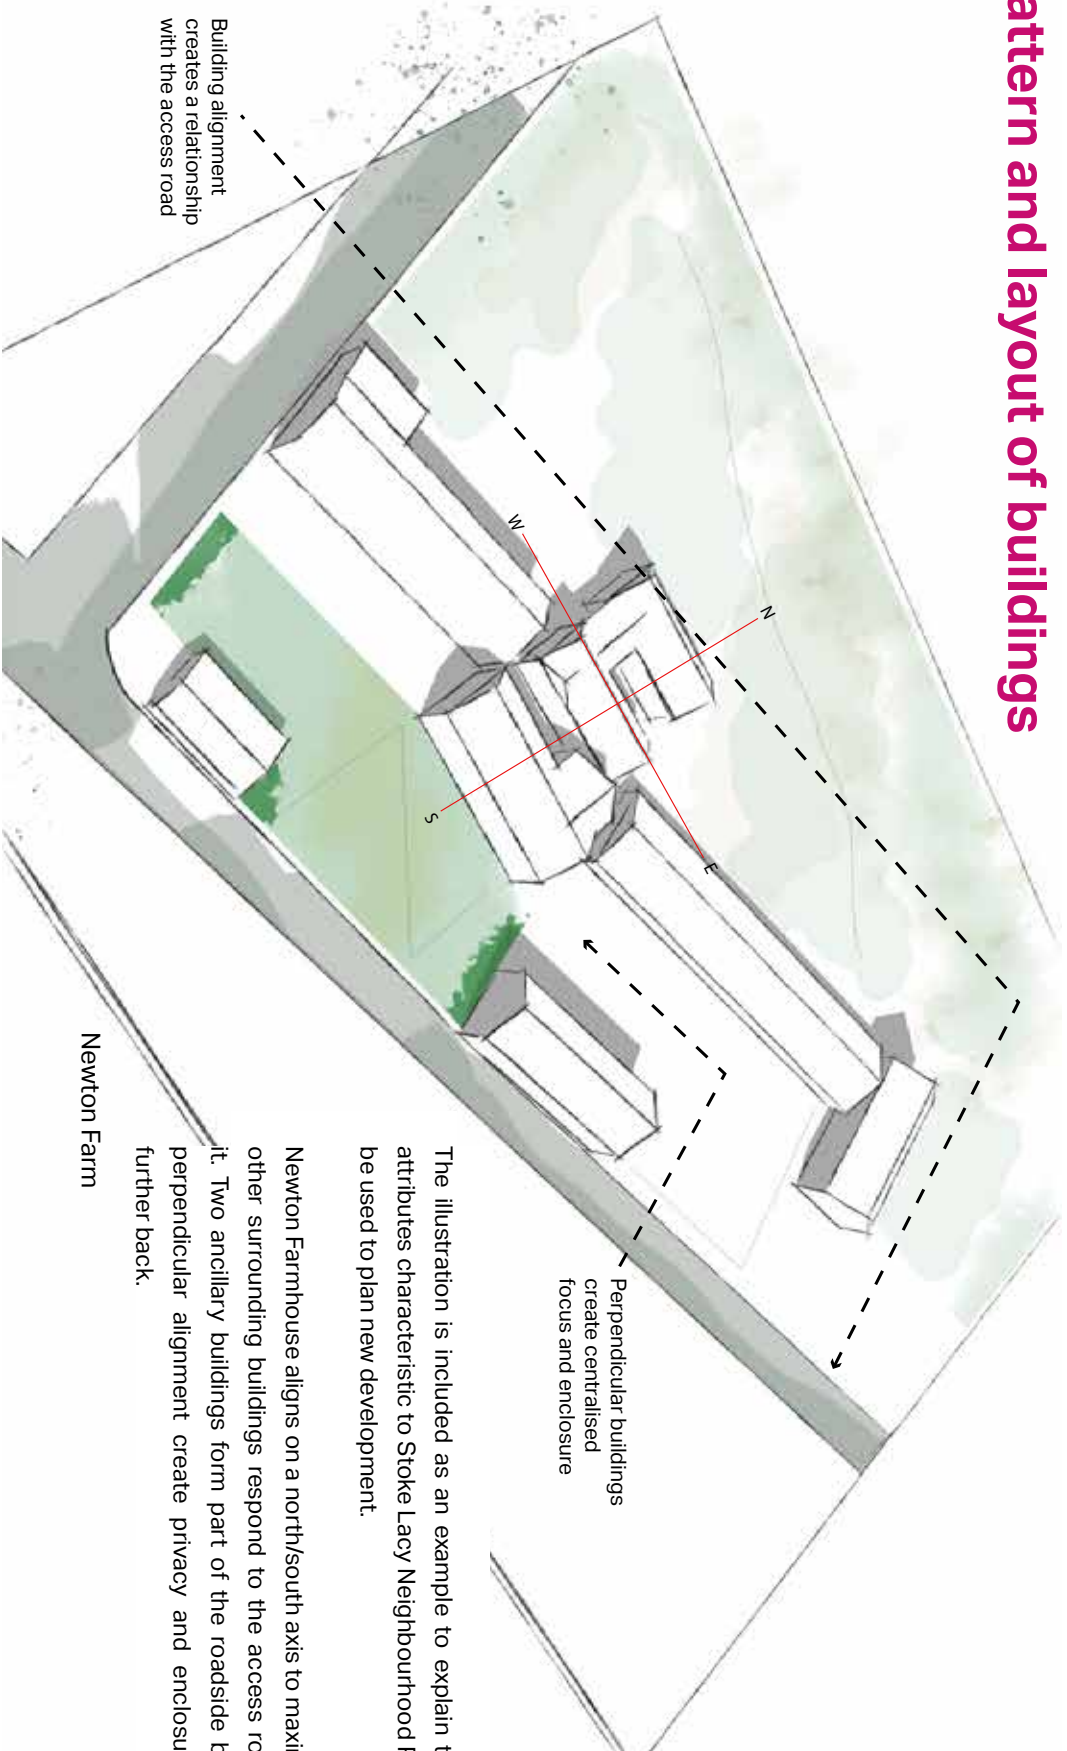 attern and layout of buildings
Building alignment
creates a relationship
with the access road
N
W
E
S
Perpendicular buildings
create centralised
focus and enclosure
The illustration is included as an example to explain t
attributes characteristic to Stoke Lacy Neighbourhood
be used to plan new development.
Newton Farmhouse aligns on a north/south axis to maxi
other surrounding buildings respond to the access ro
it. Two ancillary buildings form part of the roadside b
perpendicular alignment create privacy and enclosu
further back.
Newton Farm